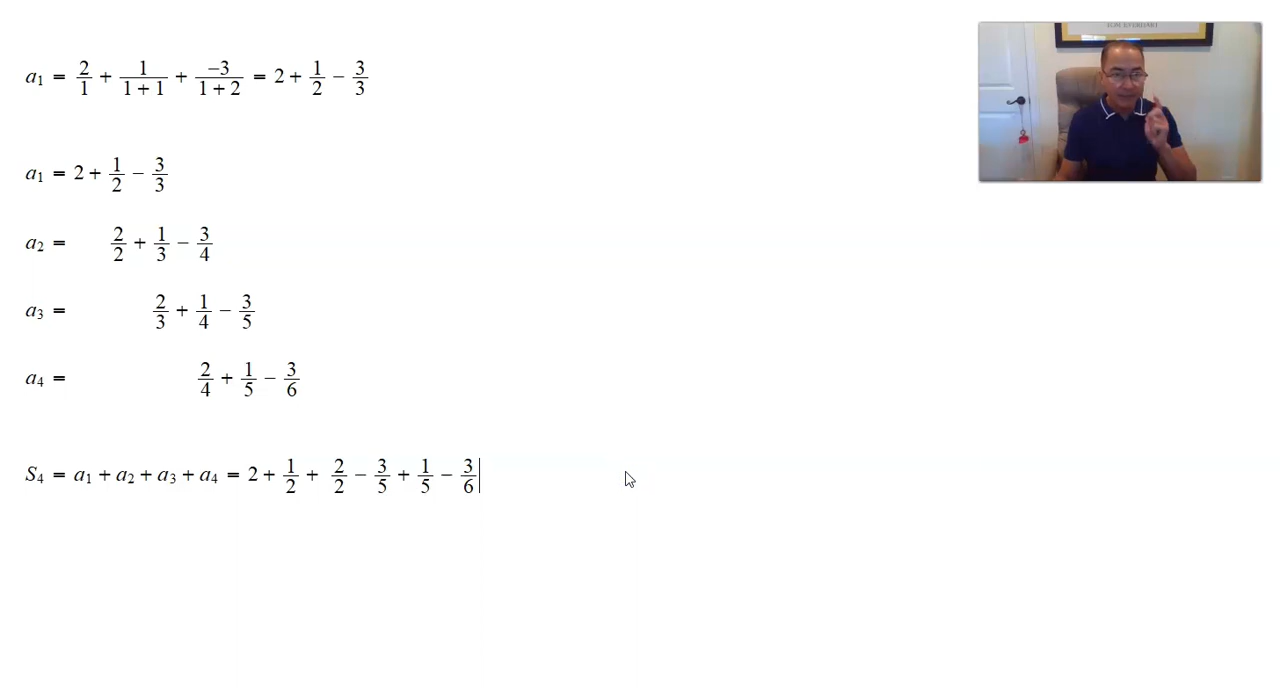 TOM EVERHART
a₁ = 2/1 + 1/(1 + 1) + −3/(1 + 2) = 2 + 1/2 − 3/3
a₁ = 2 + 1/2 − 3/3
a₂ = 2/2 + 1/3 − 3/4
a₃ = 2/3 + 1/4 − 3/5
a₄ = 2/4 + 1/5 − 3/6
S₄ = a₁ + a₂ + a₃ + a₄ = 2 + 1/2 + 2/2 − 3/5 + 1/5 − 3/6